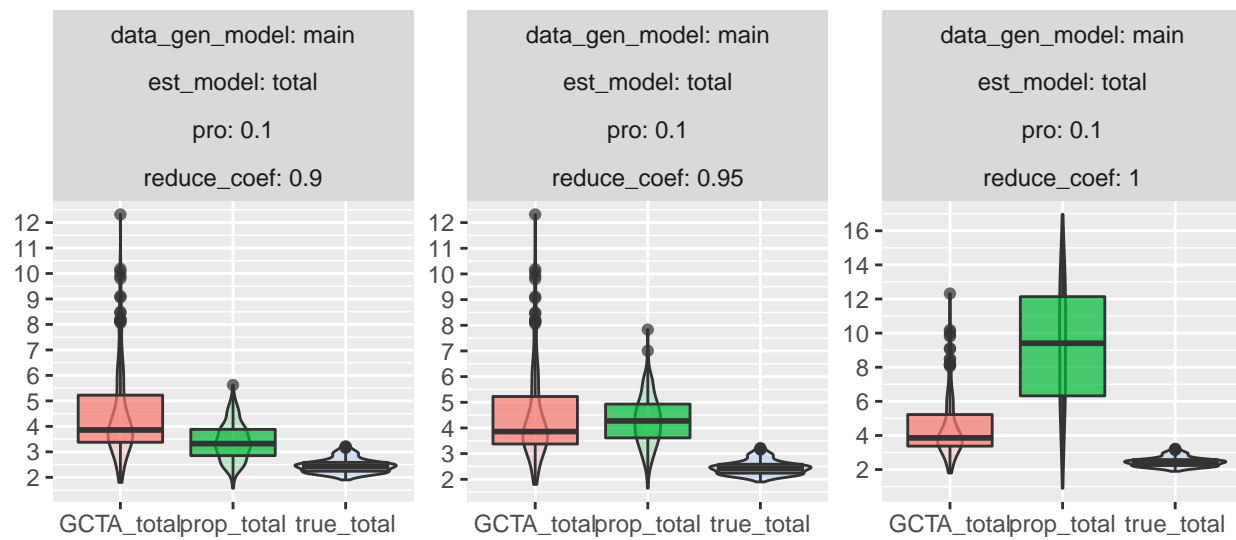 data_gen_model: main
est_model: total
pro: 0.1
reduce_coef: 0.9
12
11
10
9
8
7
6
5
4
3
2
GCTA_total prop_total true_total
data_gen_model: main
est_model: total
pro: 0.1
reduce_coef: 0.95
12
11
10
9
8
7
6
5
4
3
2
GCTA_total prop_total true_total
data_gen_model: main
est_model: total
pro: 0.1
reduce_coef: 1
16
14
12
10
8
6
4
2
GCTA_total prop_total true_total